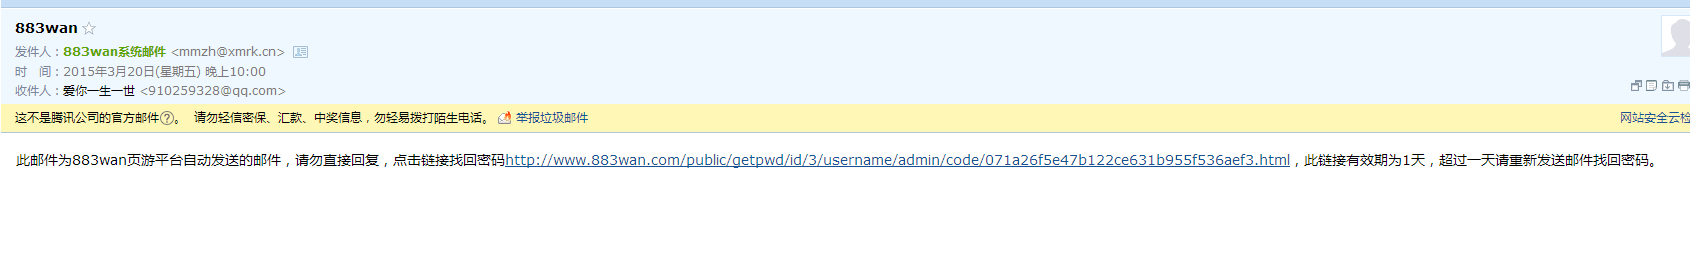 883wan
发件人：883wan系统邮件 <mmzh@xmrk.cn>
时 间：2015年3月20日(星期五) 晚上10:00
收件人：爱你一生一世 <910259328@qq.com>
这不是腾讯公司的官方邮件?。 请勿轻信密保、汇款、中奖信息，勿轻易拨打陌生电话。 举报垃圾邮件 网站安全云检
此邮件为883wan页游平台自动发送的邮件，请勿直接回复，点击链接找回密码http://www.883wan.com/public/getpwd/id/3/username/admin/code/071a26f5e47b122ce631b955f536aef3.html，此链接有效期为1天，超过一天请重新发送邮件找回密码。